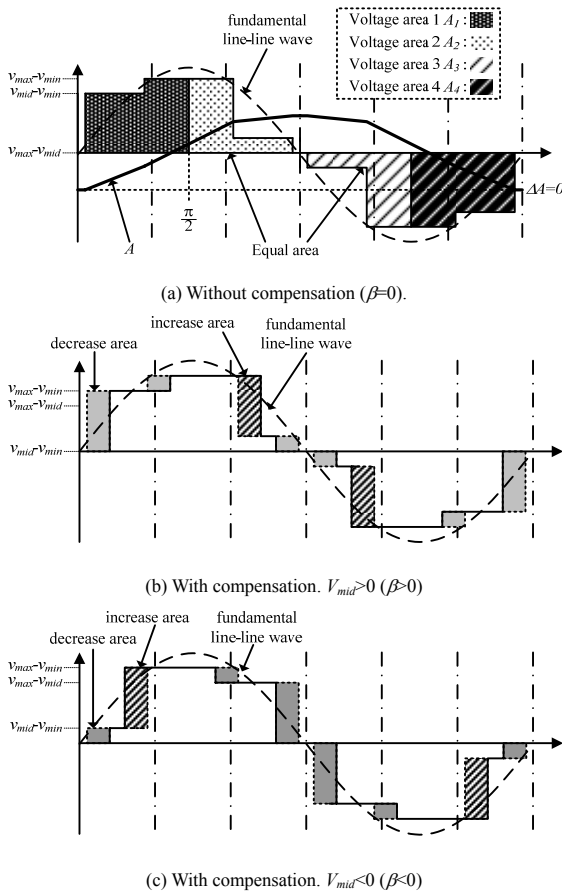 fundamental
line-line wave
Voltage area 1 A1:
Voltage area 2 A2:
Voltage area 3 A3:
Voltage area 4 A4:
vmax-vmin
vmid-vmin
vmax-vmid
π/2
A
Equal area
ΔA=0
(a) Without compensation (β=0).
increase area
fundamental
line-line wave
decrease area
vmax-vmin
vmax-vmid
vmid-vmin
(b) With compensation. Vmid>0 (β>0)
increase area
fundamental
line-line wave
decrease area
vmax-vmin
vmax-vmid
vmid-vmin
(c) With compensation. Vmid<0 (β<0)